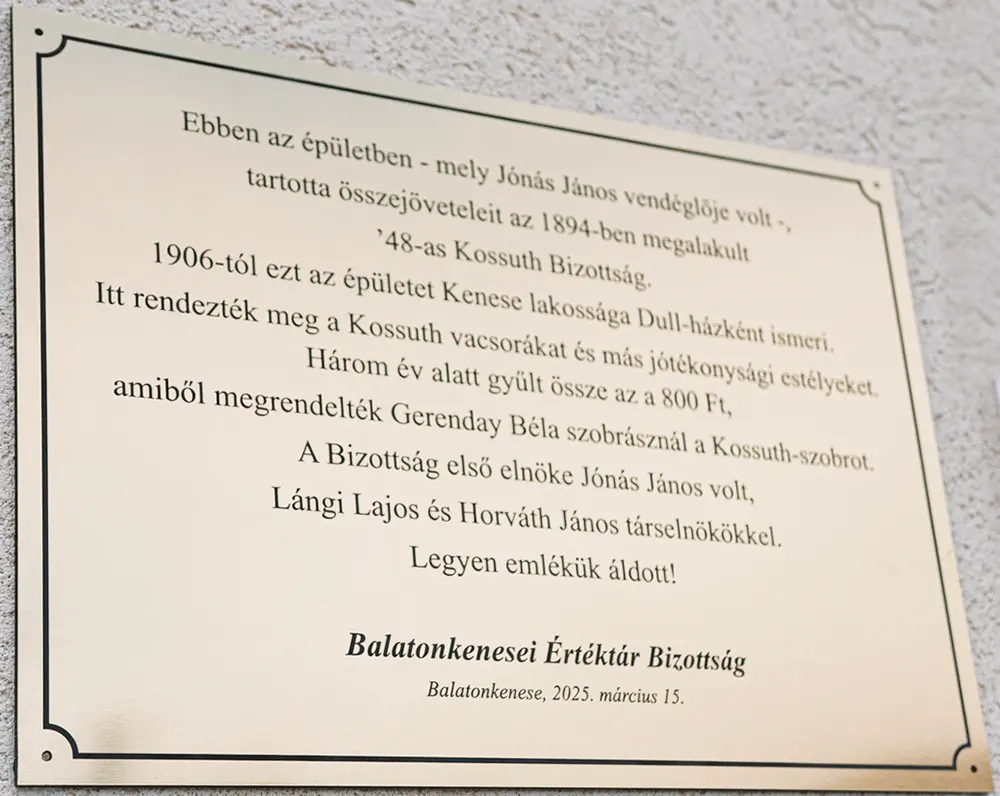 Ebben az épületben - mely Jónás János vendéglője volt -,
tartotta összejöveteleit az 1894-ben megalakult
’48-as Kossuth Bizottság.
1906-tól ezt az épületet Kenese lakossága Dull-házként ismeri.
Itt rendezték meg a Kossuth vacsorákat és más jótékonysági estélyeket.
Három év alatt gyűlt össze az a 800 Ft,
amiből megrendelték Gerenday Béla szobrásznál a Kossuth-szobrot.
A Bizottság első elnöke Jónás János volt,
Lángi Lajos és Horváth János társelnökökkel.
Legyen emlékük áldott!
Balatonkenesei Értéktár Bizottság
Balatonkenese, 2025. március 15.